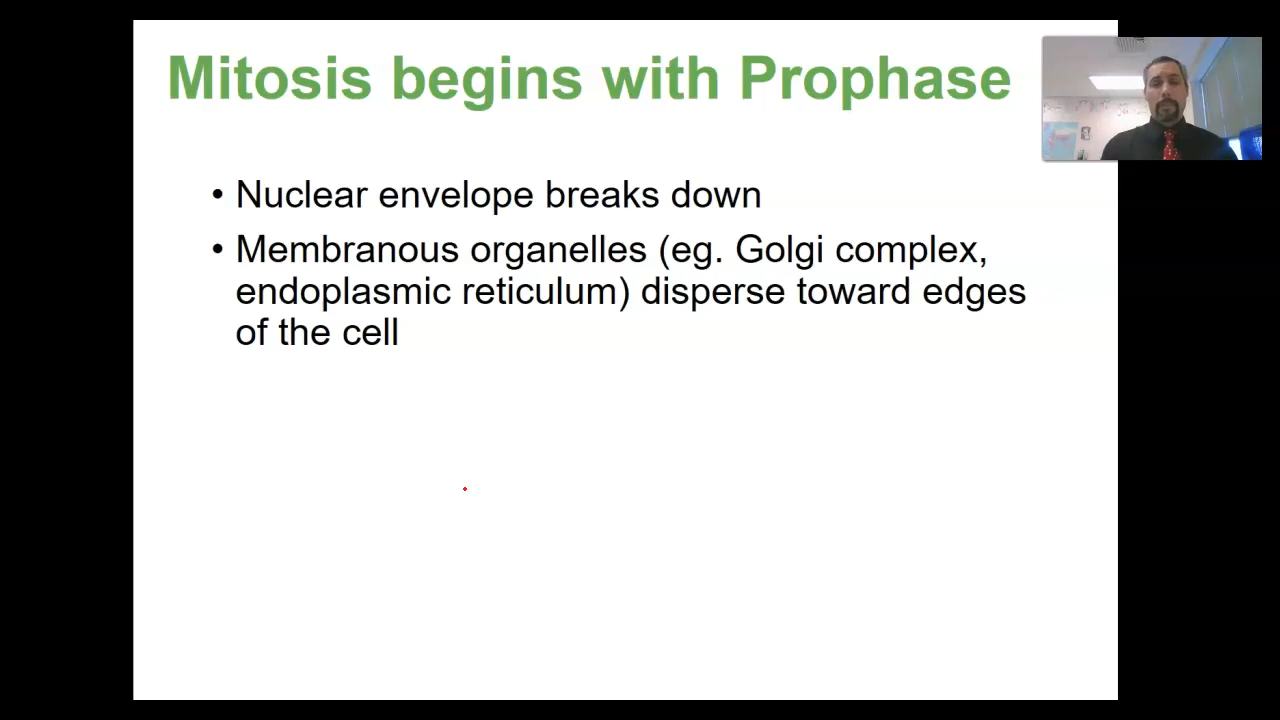 Mitosis begins with Prophase
• Nuclear envelope breaks down
• Membranous organelles (eg. Golgi complex,
endoplasmic reticulum) disperse toward edges
of the cell